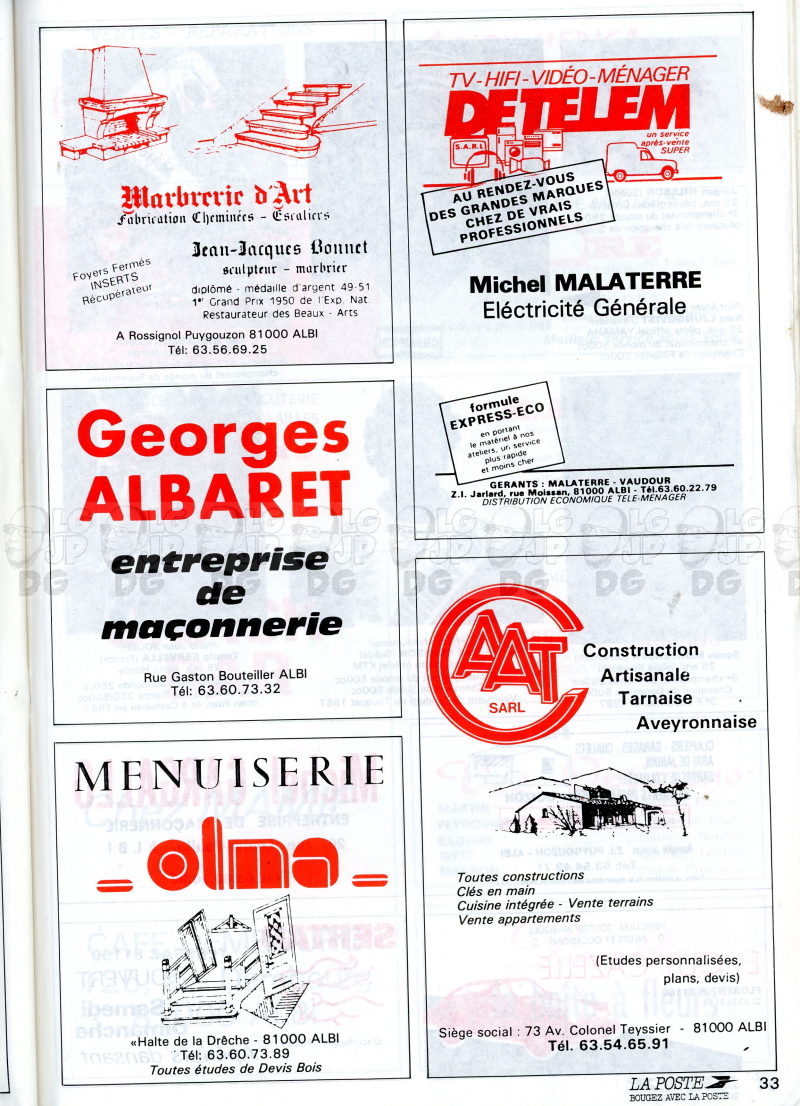 Marbrerie d'Art
Fabrication Cheminées - Escaliers
Jean-Jacques Bonnet
sculpteur - marbrier
Foyers Fermés
INSERTS
Récupérateur
diplômé - médaille d'argent 49-51
1er Grand Prix 1950 de l'Exp. Nat.
Restaurateur des Beaux - Arts
A Rossignol Puygouzon 81000 ALBI
Tél: 63.56.69.25
TV-HIFI-VIDÉO-MÉNAGER
DETELEM
S.A.R.L
un service
après-vente
SUPER
AU RENDEZ-VOUS
DES GRANDES MARQUES
CHEZ DE VRAIS
PROFESSIONNELS
Michel MALATERRE
Eléctricité Générale
formule
EXPRESS-ECO
en portant
le matériel à nos
ateliers, un service
plus rapide
et moins cher
GERANTS : MALATERRE - VAUDOUR
Z.I. Jarlard, rue Moissan, 81000 ALBI - Tél.63.60.22.79
DISTRIBUTION ECONOMIQUE TELE-MENAGER
Georges
ALBARET
entreprise
de
maçonnerie
Rue Gaston Bouteiller ALBI
Tél: 63.60.73.32
CAAT
SARL
Construction
Artisanale
Tarnaise
Aveyronnaise
Toutes constructions
Clés en main
Cuisine intégrée - Vente terrains
Vente appartements
(Etudes personnalisées,
plans, devis)
Siège social : 73 Av. Colonel Teyssier - 81000 ALBI
Tél. 63.54.65.91
MENUISERIE
olma
«Halte de la Drêche - 81000 ALBI
Tél: 63.60.73.89
Toutes études de Devis Bois
LA POSTE 33
BOUGEZ AVEC LA POSTE
LG JP DG